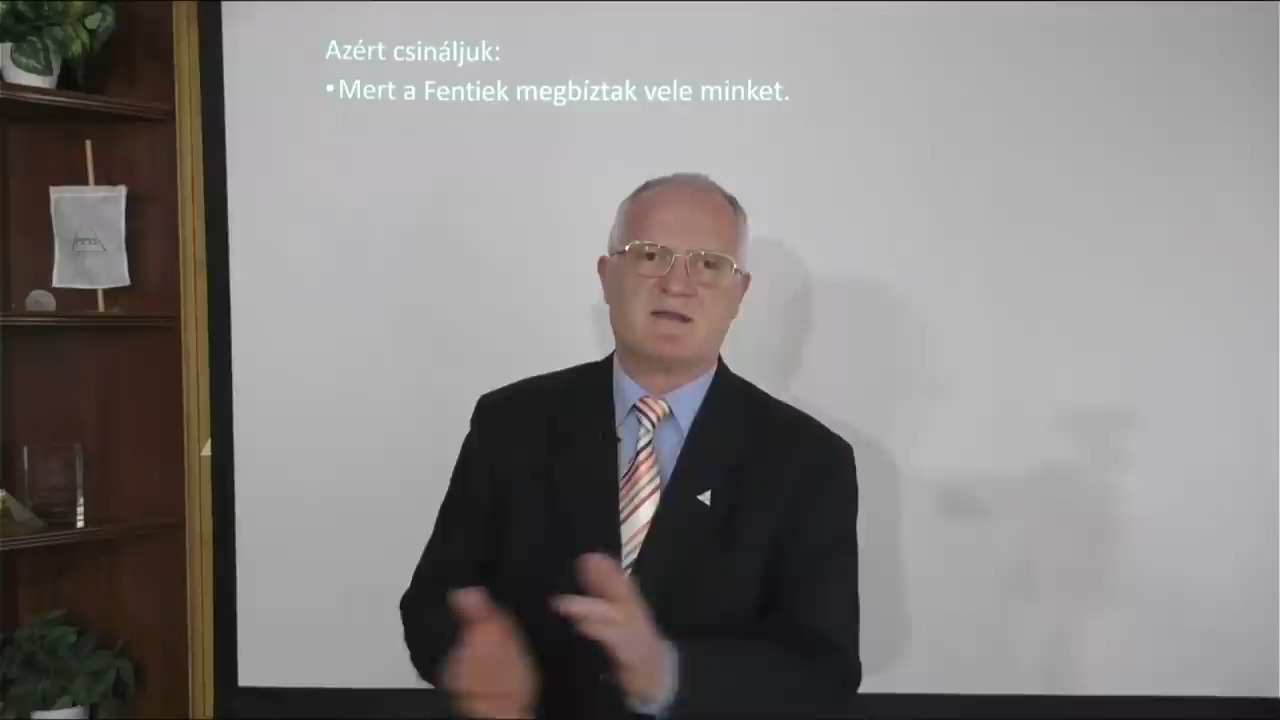 Azért csináljuk:
•Mert a Fentiek megbíztak vele minket.